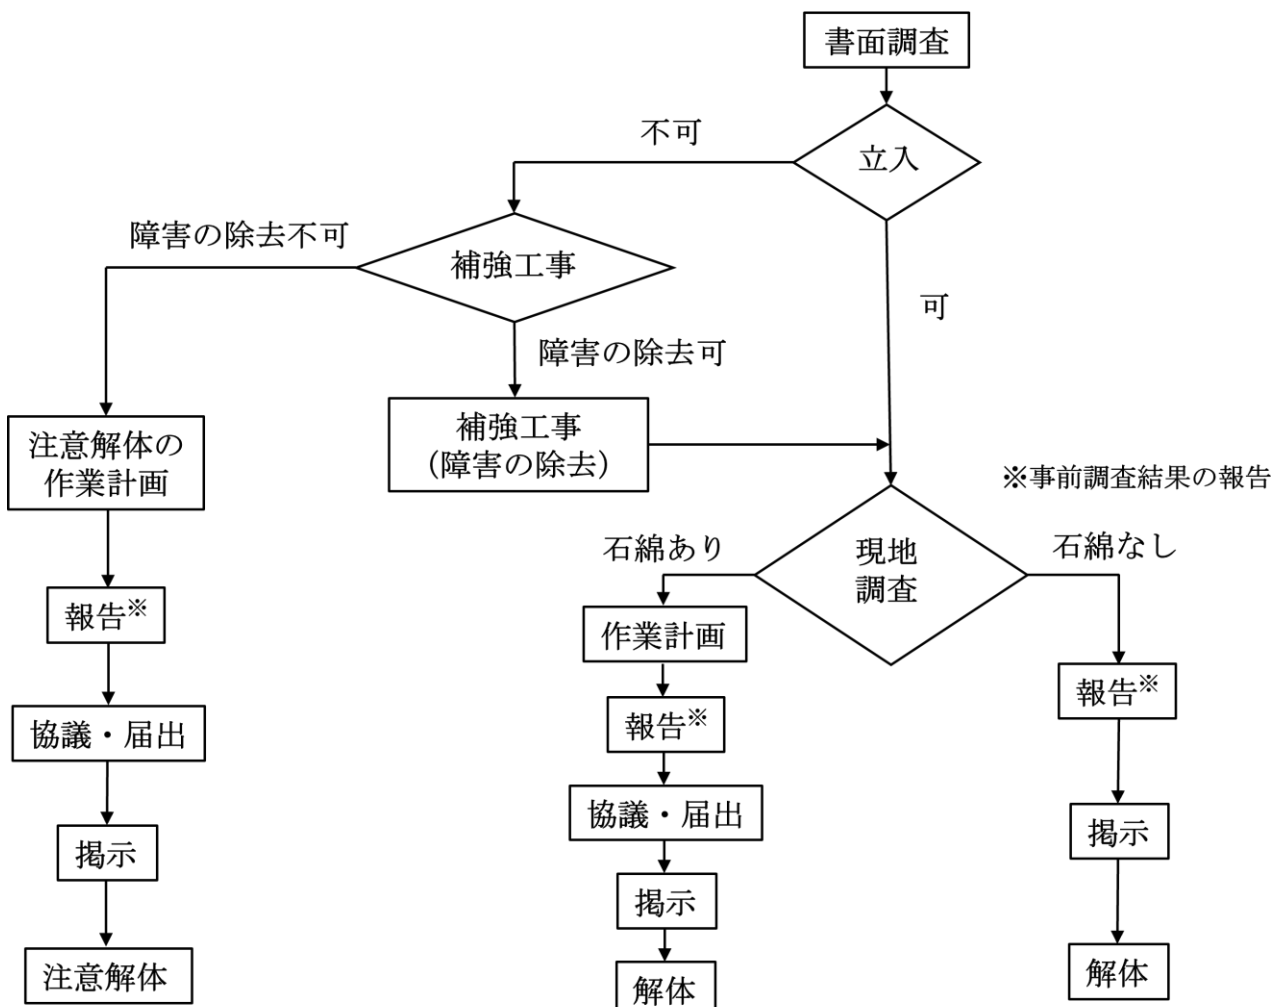 書面調査
立入
不可
可
補強工事
障害の除去不可
障害の除去可
補強工事
（障害の除去）
注意解体の
作業計画
報告※
協議・届出
掲示
注意解体
※事前調査結果の報告
現地
調査
石綿あり
石綿なし
作業計画
報告※
協議・届出
掲示
解体
報告※
掲示
解体